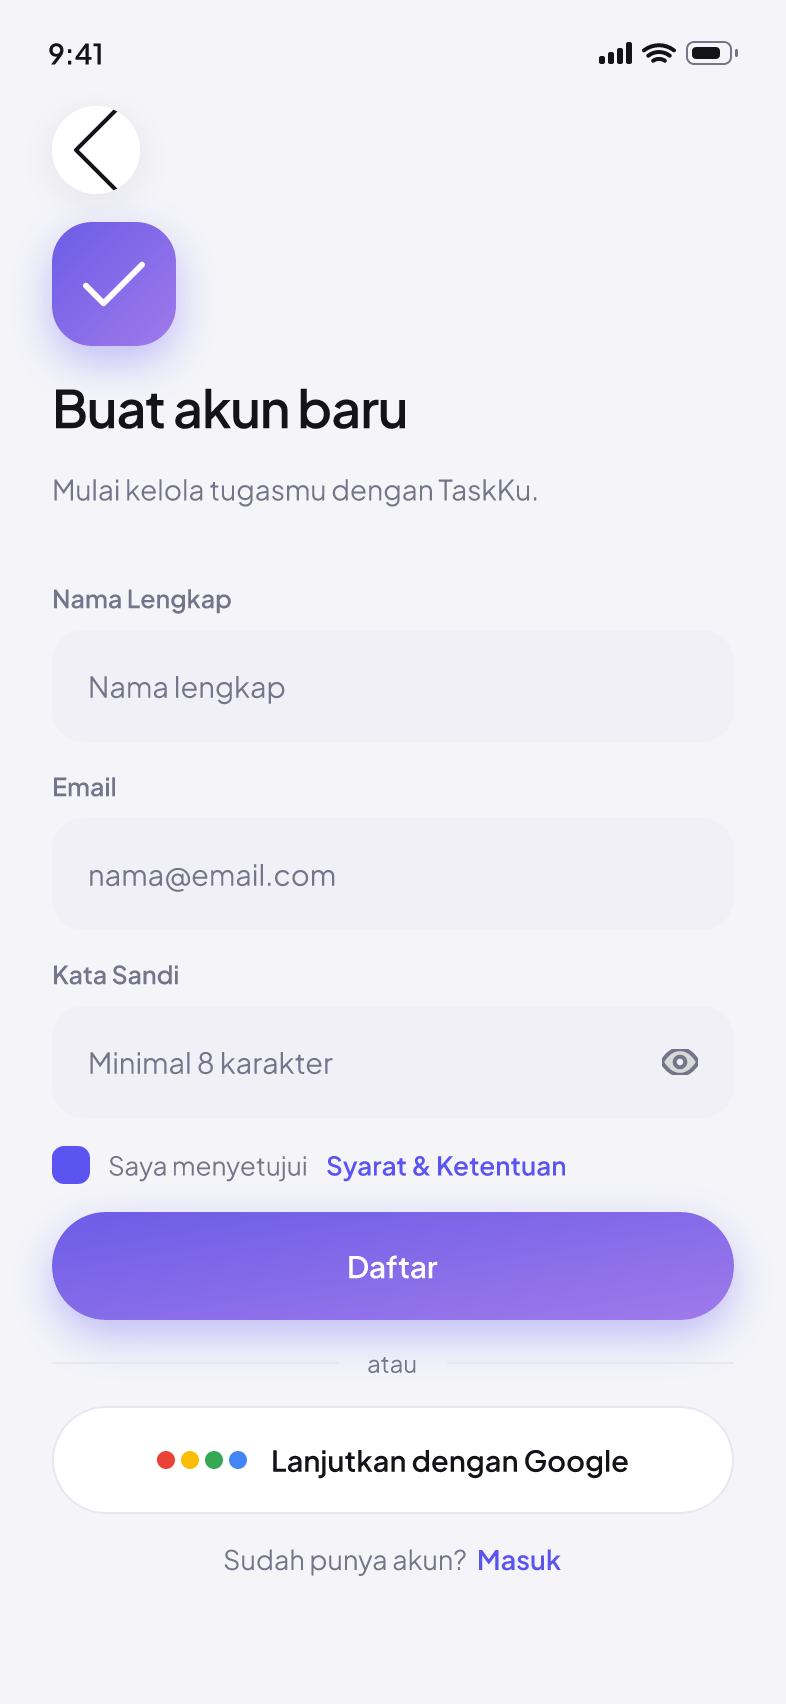 9:41
Buat akun baru
Mulai kelola tugasmu dengan TaskKu.
Nama Lengkap
Nama lengkap
Email
nama@email.com
Kata Sandi
Minimal 8 karakter
Saya menyetujui Syarat & Ketentuan
Daftar
atau
Lanjutkan dengan Google
Sudah punya akun? Masuk